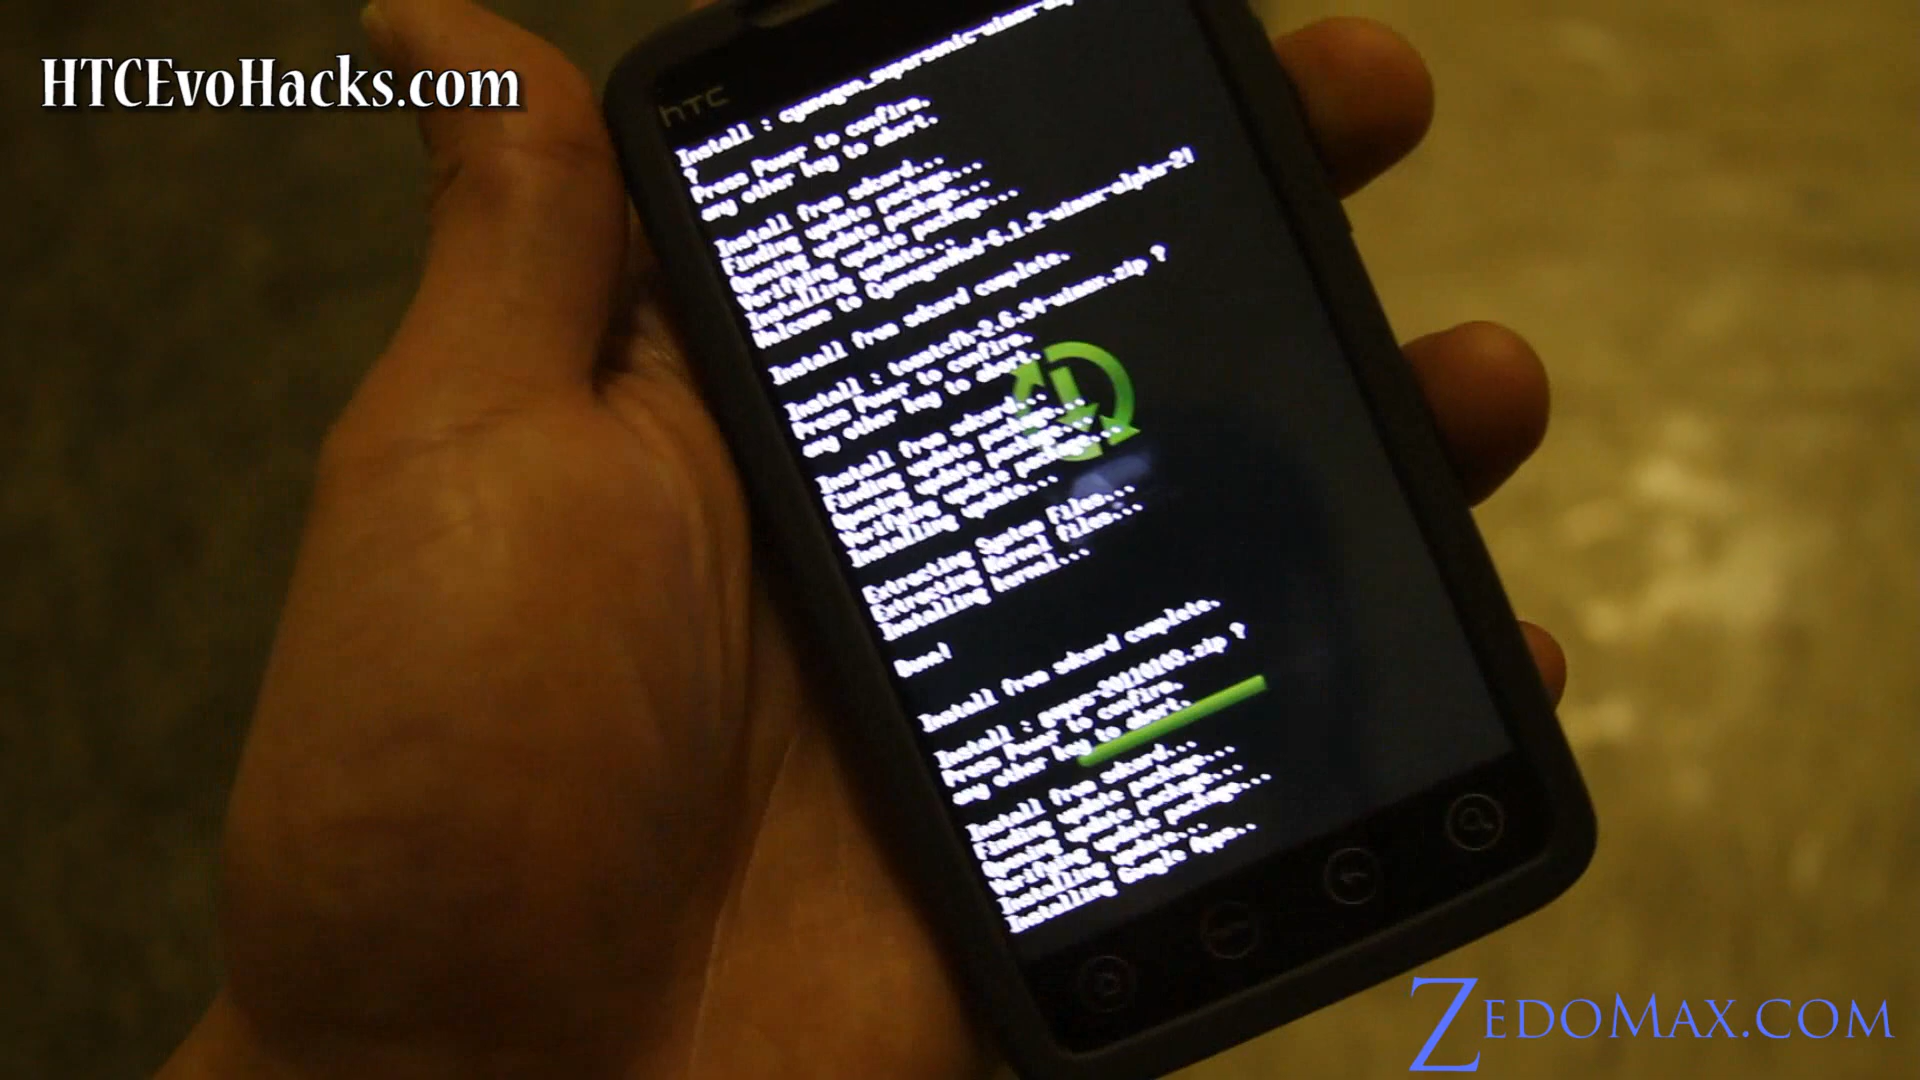 HTCEvoHacks.com
hTC
Install : cyanogen_supersonic-wimax-alp
?
Press Power to confirm.
any other key to abort.
Install from sdcard...
Finding update package...
Opening update package...
Verifying update package...
Installing update...
Welcome to CyanogenMod-6.1.2-wimax-alpha-21
Install from sdcard complete.
Install : toastcfh-2.6.34-wimax.zip ?
Press Power to confirm.
any other key to abort.
Install from sdcard...
Finding update package...
Opening update package...
Verifying update package...
Installing update...
Extracting System Files...
Extracting Kernel files...
Installing kernel...
Done!
Install from sdcard complete.
Install : gapps-20110103.zip ?
Press Power to confirm.
any other key to abort.
Install from sdcard...
Finding update package...
Opening update package...
Verifying update package...
Installing update...
Installing Google Apps..
ZEDOMAX.COM